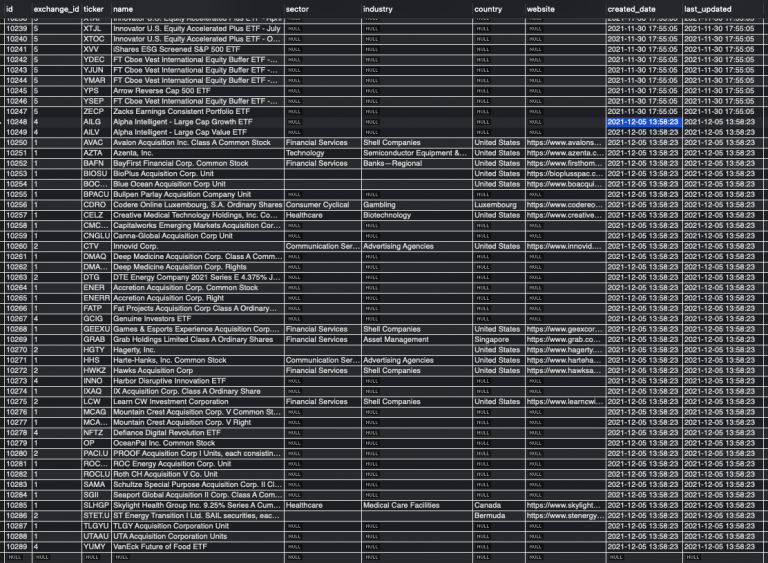 id exchange_id ticker name sector industry country website created_date last_updated
10239 5 XTJL Innovator U.S. Equity Accelerated Plus ETF - July NULL NULL NULL NULL 2021-11-30 17:55:05 2021-11-30 17:55:05
10240 5 XTOC Innovator U.S. Equity Accelerated Plus ETF - O... NULL NULL NULL NULL 2021-11-30 17:55:05 2021-11-30 17:55:05
10241 5 XVV iShares ESG Screened S&P 500 ETF NULL NULL NULL NULL 2021-11-30 17:55:05 2021-11-30 17:55:05
10242 5 YDEC FT Cboe Vest International Equity Buffer ETF -... NULL NULL NULL NULL 2021-11-30 17:55:05 2021-11-30 17:55:05
10243 5 YJUN FT Cboe Vest International Equity Buffer ETF -... NULL NULL NULL NULL 2021-11-30 17:55:05 2021-11-30 17:55:05
10244 5 YMAR FT Cboe Vest International Equity Buffer ETF -... NULL NULL NULL NULL 2021-11-30 17:55:05 2021-11-30 17:55:05
10245 5 YPS Arrow Reverse Cap 500 ETF NULL NULL NULL NULL 2021-11-30 17:55:05 2021-11-30 17:55:05
10246 5 YSEP FT Cboe Vest International Equity Buffer ETF -... NULL NULL NULL NULL 2021-11-30 17:55:05 2021-11-30 17:55:05
10247 5 ZECP Zacks Earnings Consistent Portfolio ETF NULL NULL NULL NULL 2021-11-30 17:55:05 2021-11-30 17:55:05
10248 4 AILG Alpha Intelligent - Large Cap Growth ETF NULL NULL NULL NULL 2021-12-05 13:58:23 2021-12-05 13:58:23
10249 4 AILV Alpha Intelligent - Large Cap Value ETF NULL NULL NULL NULL 2021-12-05 13:58:23 2021-12-05 13:58:23
10250 1 AVAC Avalon Acquisition Inc. Class A Common Stock Financial Services Shell Companies United States https://www.avalons... 2021-12-05 13:58:23 2021-12-05 13:58:23
10251 1 AZTA Azenta, Inc. Technology Semiconductor Equipment &... United States https://www.azenta.c... 2021-12-05 13:58:23 2021-12-05 13:58:23
10252 1 BAFN BayFirst Financial Corp. Common Stock Financial Services Banks—Regional United States https://www.firsthom... 2021-12-05 13:58:23 2021-12-05 13:58:23
10253 1 BIOSU BioPlus Acquisition Corp. Unit United States https://bioplusspac.c... 2021-12-05 13:58:23 2021-12-05 13:58:23
10254 1 BOC... Blue Ocean Acquisition Corp. Unit United States https://www.boacqui... 2021-12-05 13:58:23 2021-12-05 13:58:23
10255 1 BPACU Bullpen Parlay Acquisition Company Unit NULL NULL NULL NULL 2021-12-05 13:58:23 2021-12-05 13:58:23
10256 1 CDRO Codere Online Luxembourg, S.A. Ordinary Shares Consumer Cyclical Gambling Luxembourg https://www.codereo... 2021-12-05 13:58:23 2021-12-05 13:58:23
10257 1 CELZ Creative Medical Technology Holdings, Inc. Co... Healthcare Biotechnology United States https://www.creative... 2021-12-05 13:58:23 2021-12-05 13:58:23
10258 1 CMC... Capitalworks Emerging Markets Acquisition Cor... NULL NULL NULL NULL 2021-12-05 13:58:23 2021-12-05 13:58:23
10259 1 CNGLU Canna-Global Acquisition Corp Unit NULL NULL NULL NULL 2021-12-05 13:58:23 2021-12-05 13:58:23
10260 2 CTV Innovid Corp. Communication Ser... Advertising Agencies United States https://www.innovid.... 2021-12-05 13:58:23 2021-12-05 13:58:23
10261 1 DMAQ Deep Medicine Acquisition Corp. Class A Com... NULL NULL NULL NULL 2021-12-05 13:58:23 2021-12-05 13:58:23
10262 1 DMA... Deep Medicine Acquisition Corp. Rights NULL NULL NULL NULL 2021-12-05 13:58:23 2021-12-05 13:58:23
10263 2 DTG DTE Energy Company 2021 Series E 4.375% J... NULL NULL NULL NULL 2021-12-05 13:58:23 2021-12-05 13:58:23
10264 1 ENER Accretion Acquisition Corp. Common Stock NULL NULL NULL NULL 2021-12-05 13:58:23 2021-12-05 13:58:23
10265 1 ENERR Accretion Acquisition Corp. Right NULL NULL NULL NULL 2021-12-05 13:58:23 2021-12-05 13:58:23
10266 1 FATP Fat Projects Acquisition Corp Class A Ordinary... NULL NULL NULL NULL 2021-12-05 13:58:23 2021-12-05 13:58:23
10267 4 GCIG Genuine Investors ETF NULL NULL NULL NULL 2021-12-05 13:58:23 2021-12-05 13:58:23
10268 1 GEEXU Games & Esports Experience Acquisition Corp.... Financial Services Shell Companies United States https://www.geexcor... 2021-12-05 13:58:23 2021-12-05 13:58:23
10269 1 GRAB Grab Holdings Limited Class A Ordinary Shares Financial Services Asset Management Singapore https://www.grab.co... 2021-12-05 13:58:23 2021-12-05 13:58:23
10270 2 HGTY Hagerty, Inc. United States https://www.hagerty.... 2021-12-05 13:58:23 2021-12-05 13:58:23
10271 1 HHS Harte-Hanks, Inc. Common Stock Communication Ser... Advertising Agencies United States https://www.harteha... 2021-12-05 13:58:23 2021-12-05 13:58:23
10272 2 HWKZ Hawks Acquisition Corp Financial Services Shell Companies United States https://www.hawksa... 2021-12-05 13:58:23 2021-12-05 13:58:23
10273 4 INNO Harbor Disruptive Innovation ETF NULL NULL NULL NULL 2021-12-05 13:58:23 2021-12-05 13:58:23
10274 1 IXAQ IX Acquisition Corp. Class A Ordinary Share NULL NULL NULL NULL 2021-12-05 13:58:23 2021-12-05 13:58:23
10275 2 LCW Learn CW Investment Corporation Financial Services Shell Companies United States https://www.learncwi... 2021-12-05 13:58:23 2021-12-05 13:58:23
10276 1 MCAG Mountain Crest Acquisition Corp. V Common St... NULL NULL NULL NULL 2021-12-05 13:58:23 2021-12-05 13:58:23
10277 1 MCA... Mountain Crest Acquisition Corp. V Right NULL NULL NULL NULL 2021-12-05 13:58:23 2021-12-05 13:58:23
10278 4 NFTZ Defiance Digital Revolution ETF NULL NULL NULL NULL 2021-12-05 13:58:23 2021-12-05 13:58:23
10279 1 OP OceanPal Inc. Common Stock NULL NULL NULL NULL 2021-12-05 13:58:23 2021-12-05 13:58:23
10280 2 PACI.U PROOF Acquisition Corp I Units, each consistin... NULL NULL NULL NULL 2021-12-05 13:58:23 2021-12-05 13:58:23
10281 1 ROC... ROC Energy Acquisition Corp. Unit NULL NULL NULL NULL 2021-12-05 13:58:23 2021-12-05 13:58:23
10282 1 ROCLU Roth CH Acquisition V Co. Unit NULL NULL NULL NULL 2021-12-05 13:58:23 2021-12-05 13:58:23
10283 1 SAMA Schultze Special Purpose Acquisition Corp. II Cl... NULL NULL NULL NULL 2021-12-05 13:58:23 2021-12-05 13:58:23
10284 1 SGII Seaport Global Acquisition II Corp. Class A Com... NULL NULL NULL NULL 2021-12-05 13:58:23 2021-12-05 13:58:23
10285 1 SLHGP Skylight Health Group Inc. 9.25% Series A Cum... Healthcare Medical Care Facilities Canada https://www.skylight... 2021-12-05 13:58:23 2021-12-05 13:58:23
10286 2 STET.U ST Energy Transition I Ltd. SAIL securities, eac... Bermuda https://www.stenergy... 2021-12-05 13:58:23 2021-12-05 13:58:23
10287 1 TLGYU TLGY Acquisition Corporation Unit NULL NULL NULL NULL 2021-12-05 13:58:23 2021-12-05 13:58:23
10288 1 UTAAU UTA Acquisition Corporation Units NULL NULL NULL NULL 2021-12-05 13:58:23 2021-12-05 13:58:23
10289 4 YUMY VanEck Future of Food ETF NULL NULL NULL NULL 2021-12-05 13:58:23 2021-12-05 13:58:23
NULL NULL NULL NULL NULL NULL NULL NULL NULL NULL